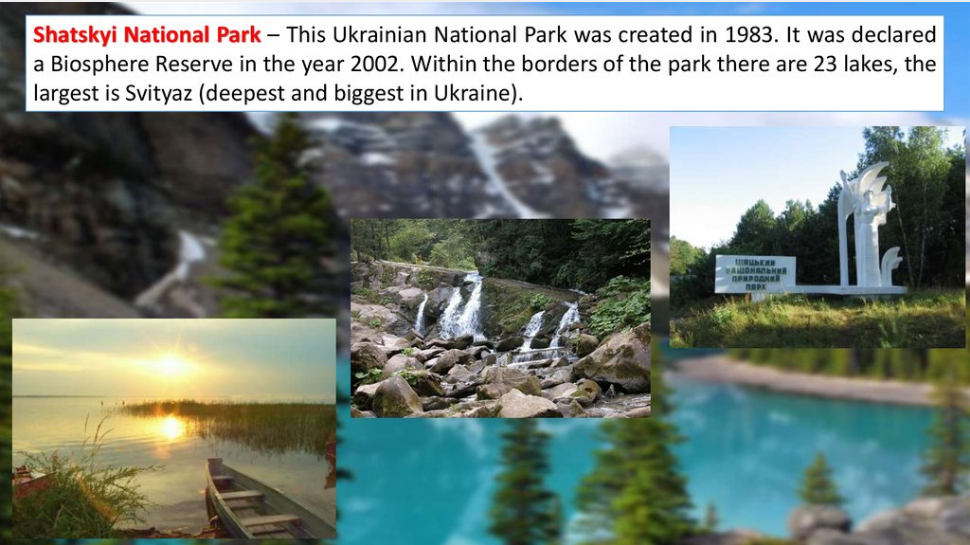 Shatskyi National Park – This Ukrainian National Park was created in 1983. It was declared
a Biosphere Reserve in the year 2002. Within the borders of the park there are 23 lakes, the
largest is Svityaz (deepest and biggest in Ukraine).
ШАЦЬКИЙ
НАЦІОНАЛЬНИЙ
ПРИРОДНИЙ
ПАРК